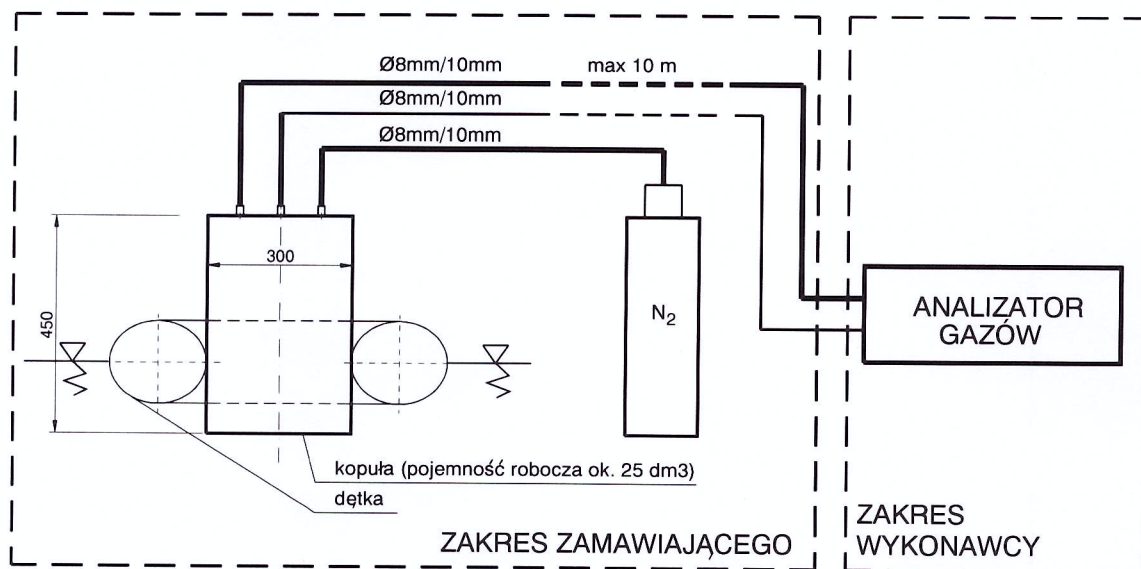 Ø8mm/10mm
max 10 m
Ø8mm/10mm
Ø8mm/10mm
300
450
N2
ANALIZATOR
GAZÓW
kopuła (pojemność robocza ok. 25 dm3)
dętka
ZAKRES ZAMAWIAJĄCEGO
ZAKRES
WYKONAWCY